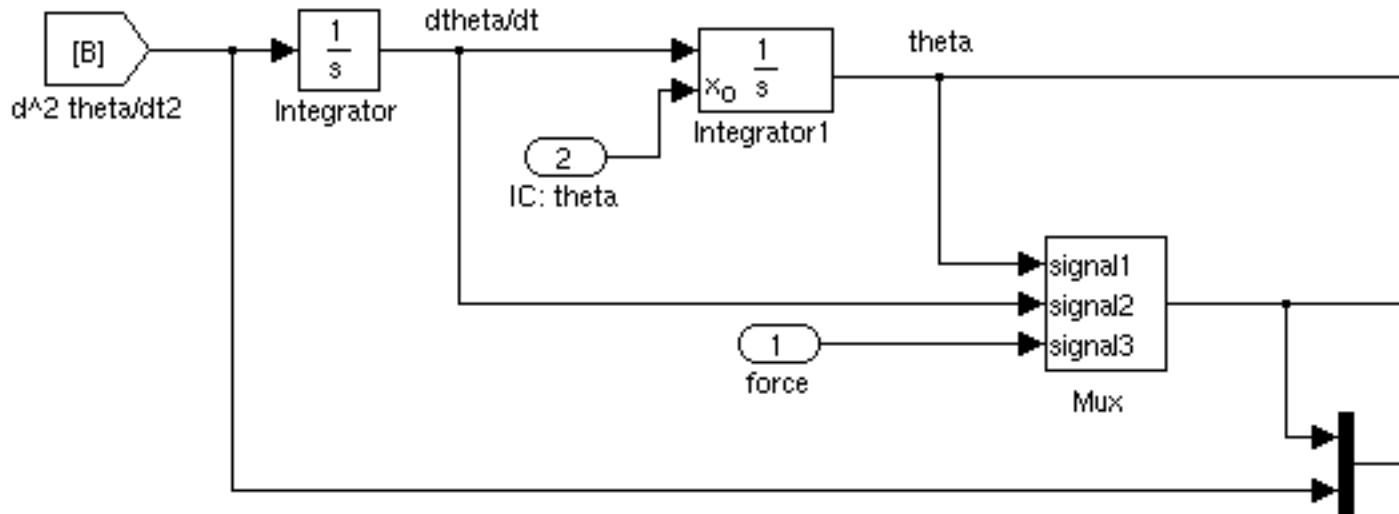 [B]
d^2 theta/dt2
1
s
Integrator
dtheta/dt
1
xo s
Integrator1
theta
2
IC: theta
signal1
signal2
signal3
Mux
1
force